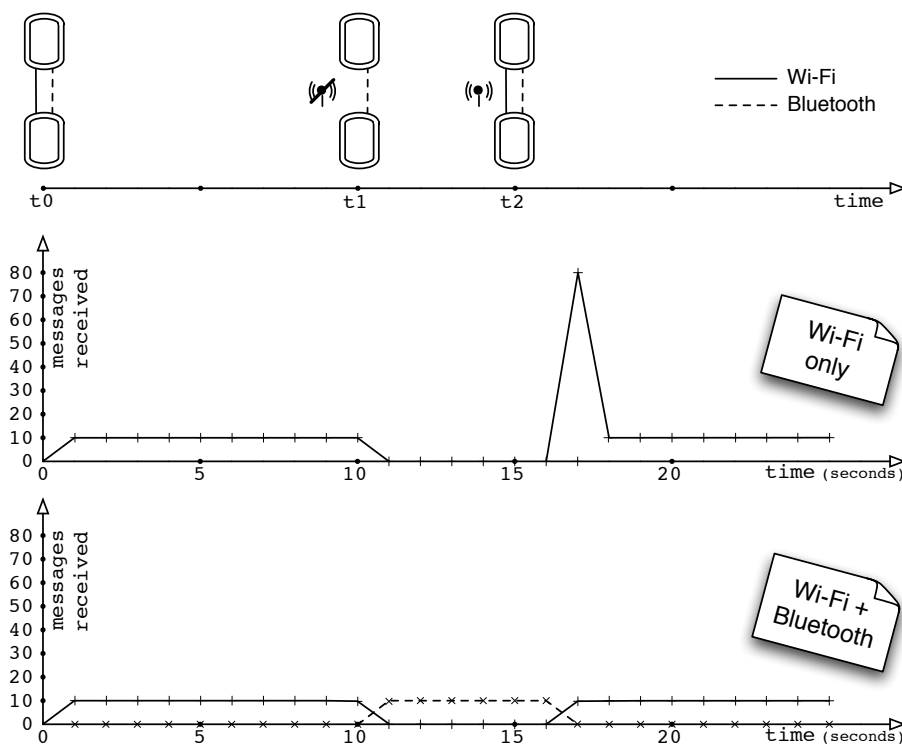 Wi-Fi
Bluetooth
t0
t1
t2
time
messages
received
80
70
60
50
40
30
20
10
0
0
5
10
15
20
time (seconds)
Wi-Fi
only
messages
received
80
70
60
50
40
30
20
10
0
0
5
10
15
20
time (seconds)
Wi-Fi +
Bluetooth